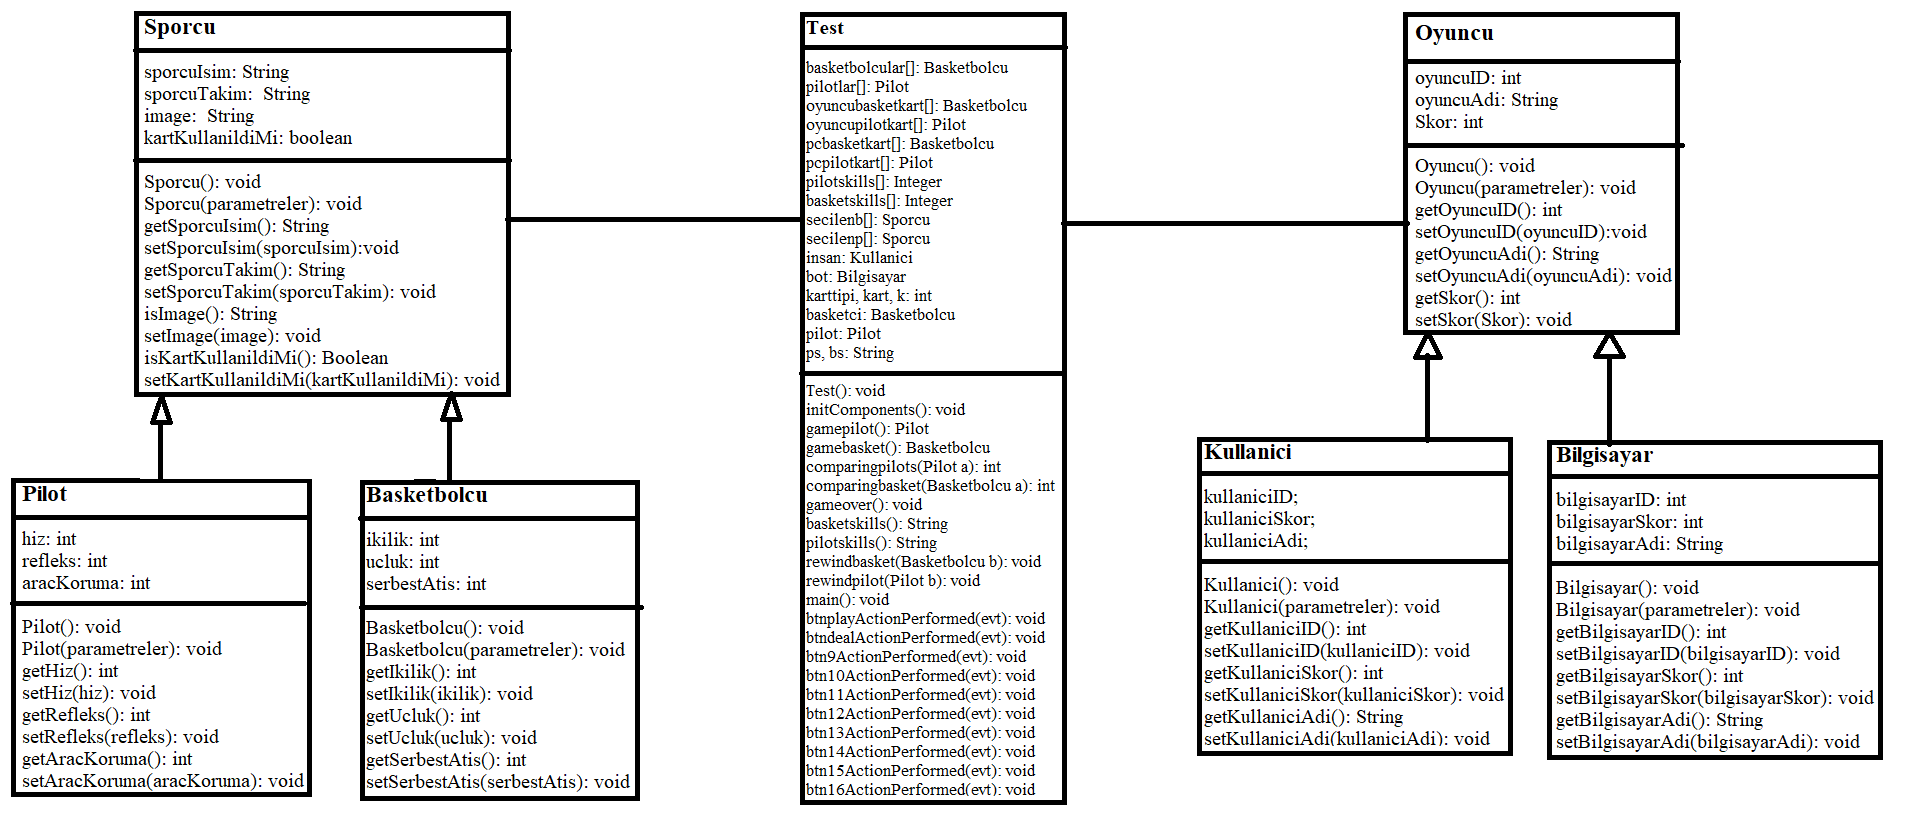 Sporcu
sporcuIsim: String
sporcuTakim:  String
image:  String
kartKullanildiMi: boolean
Sporcu(): void
Sporcu(parametreler): void
getSporcuIsim(): String
setSporcuIsim(sporcuIsim):void
getSporcuTakim(): String
setSporcuTakim(sporcuTakim): void
isImage(): String
setImage(image): void
isKartKullanildiMi(): Boolean
setKartKullanildiMi(kartKullanildiMi): void
Pilot
hiz: int
refleks: int
aracKoruma: int
Pilot(): void
Pilot(parametreler): void
getHiz(): int
setHiz(hiz): void
getRefleks(): int
setRefleks(refleks): void
getAracKoruma(): int
setAracKoruma(aracKoruma): void
Basketbolcu
ikilik: int
ucluk: int
serbestAtis: int
Basketbolcu(): void
Basketbolcu(parametreler): void
getIkilik(): int
setIkilik(ikilik): void
getUcluk(): int
setUcluk(ucluk): void
getSerbestAtis(): int
setSerbestAtis(serbestAtis): void
Test
basketbolcular[]: Basketbolcu
pilotlar[]: Pilot
oyuncubasketkart[]: Basketbolcu
oyuncupilotkart[]: Pilot
pcbasketkart[]: Basketbolcu
pcpilotkart[]: Pilot
pilotskills[]: Integer
basketskills[]: Integer
secilenb[]: Sporcu
secilenp[]: Sporcu
insan: Kullanici
bot: Bilgisayar
karttipi, kart, k: int
basketci: Basketbolcu
pilot: Pilot
ps, bs: String
Test(): void
initComponents(): void
gamepilot(): Pilot
gamebasket(): Basketbolcu
comparingpilots(Pilot a): int
comparingbasket(Basketbolcu a): int
gameover(): void
basketskills(): String
pilotskills(): String
rewindbasket(Basketbolcu b): void
rewindpilot(Pilot b): void
main(): void
btnplayActionPerformed(evt): void
btndealActionPerformed(evt): void
btn9ActionPerformed(evt): void
btn10ActionPerformed(evt): void
btn11ActionPerformed(evt): void
btn12ActionPerformed(evt): void
btn13ActionPerformed(evt): void
btn14ActionPerformed(evt): void
btn15ActionPerformed(evt): void
btn16ActionPerformed(evt): void
Oyuncu
oyuncuID: int
oyuncuAdi: String
Skor: int
Oyuncu(): void
Oyuncu(parametreler): void
getOyuncuID(): int
setOyuncuID(oyuncuID):void
getOyuncuAdi(): String
setOyuncuAdi(oyuncuAdi): void
getSkor(): int
setSkor(Skor): void
Kullanici
kullaniciID;
kullaniciSkor;
kullaniciAdi;
Kullanici(): void
Kullanici(parametreler): void
getKullaniciID(): int
setKullaniciID(kullaniciID): void
getKullaniciSkor(): int
setKullaniciSkor(kullaniciSkor): void
getKullaniciAdi(): String
setKullaniciAdi(kullaniciAdi): void
Bilgisayar
bilgisayarID: int
bilgisayarSkor: int
bilgisayarAdi: String
Bilgisayar(): void
Bilgisayar(parametreler): void
getBilgisayarID(): int
setBilgisayarID(bilgisayarID): void
getBilgisayarSkor(): int
setBilgisayarSkor(bilgisayarSkor): void
getBilgisayarAdi(): String
setBilgisayarAdi(bilgisayarAdi): void